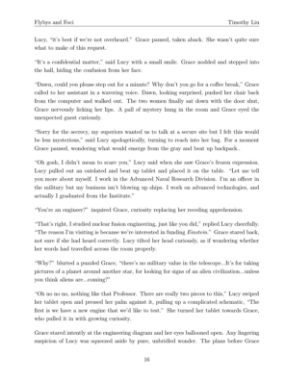 Flybys and Foci Timothy Liu
Lucy, “it’s best if we’re not overheard.” Grace paused, taken aback. She wasn’t quite sure
what to make of this request.
“It’s a confidential matter,” said Lucy with a small smile. Grace nodded and stepped into
the hall, hiding the confusion from her face.
“Dawn, could you please step out for a minute? Why don’t you go for a coffee break,” Grace
called to her assistant in a wavering voice. Dawn, looking surprised, pushed her chair back
from the computer and walked out. The two women finally sat down with the door shut,
Grace nervously licking her lips. A pall of mystery hung in the room and Grace eyed the
unexpected guest curiously.
“Sorry for the secrecy, my superiors wanted us to talk at a secure site but I felt this would
be less mysterious,” said Lucy apologetically, turning to reach into her bag. For a moment
Grace paused, wondering what would emerge from the gray and beat up backpack.
“Oh gosh, I didn’t mean to scare you,” Lucy said when she saw Grace’s frozen expression.
Lucy pulled out an outdated and beat up tablet and placed it on the table. “Let me tell
you more about myself. I work in the Advanced Naval Research Division. I’m an officer in
the military but my business isn’t blowing up ships. I work on advanced technologies, and
actually I graduated from the Institute.”
“You’re an engineer?” inquired Grace, curiosity replacing her receding apprehension.
“That’s right, I studied nuclear fusion engineering, just like you did,” replied Lucy cheerfully.
“The reason I’m visiting is because we’re interested in funding Einstein.” Grace stared back,
not sure if she had heard correctly. Lucy tilted her head curiously, as if wondering whether
her words had travelled across the room properly.
“Why?” blurted a puzzled Grace, “there’s no military value in the telescope...It’s for taking
pictures of a planet around another star, for looking for signs of an alien civilization...unless
you think aliens are...coming?”
“Oh no no no, nothing like that Professor. There are really two pieces to this,” Lucy swiped
her tablet open and pressed her palm against it, pulling up a complicated schematic, “The
first is we have a new engine that we’d like to test.” She turned her tablet towards Grace,
who pulled it in with growing curiosity.
Grace stared intently at the engineering diagram and her eyes ballooned open. Any lingering
suspicion of Lucy was squeezed aside by pure, unbridled wonder. The plans before Grace
16